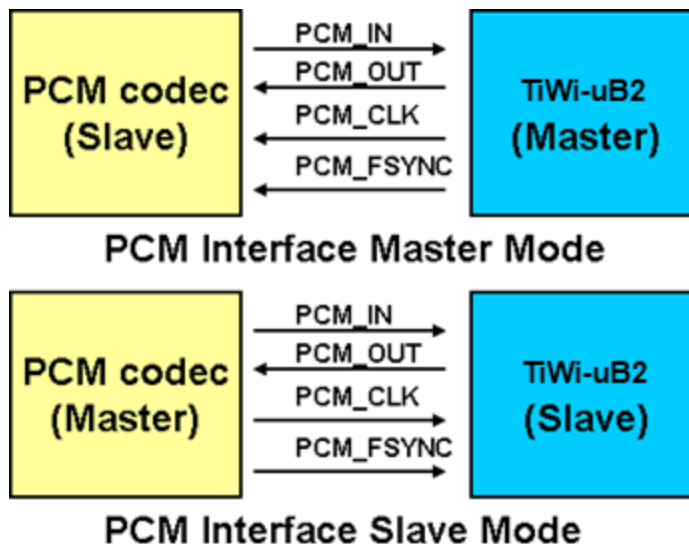 PCM_IN
PCM_OUT
PCM codec
(Slave)
PCM_CLK
PCM_FSYNC
TiWi-uB2
(Master)
PCM Interface Master Mode
PCM_IN
PCM_OUT
PCM codec
(Master)
PCM_CLK
PCM_FSYNC
TiWi-uB2
(Slave)
PCM Interface Slave Mode